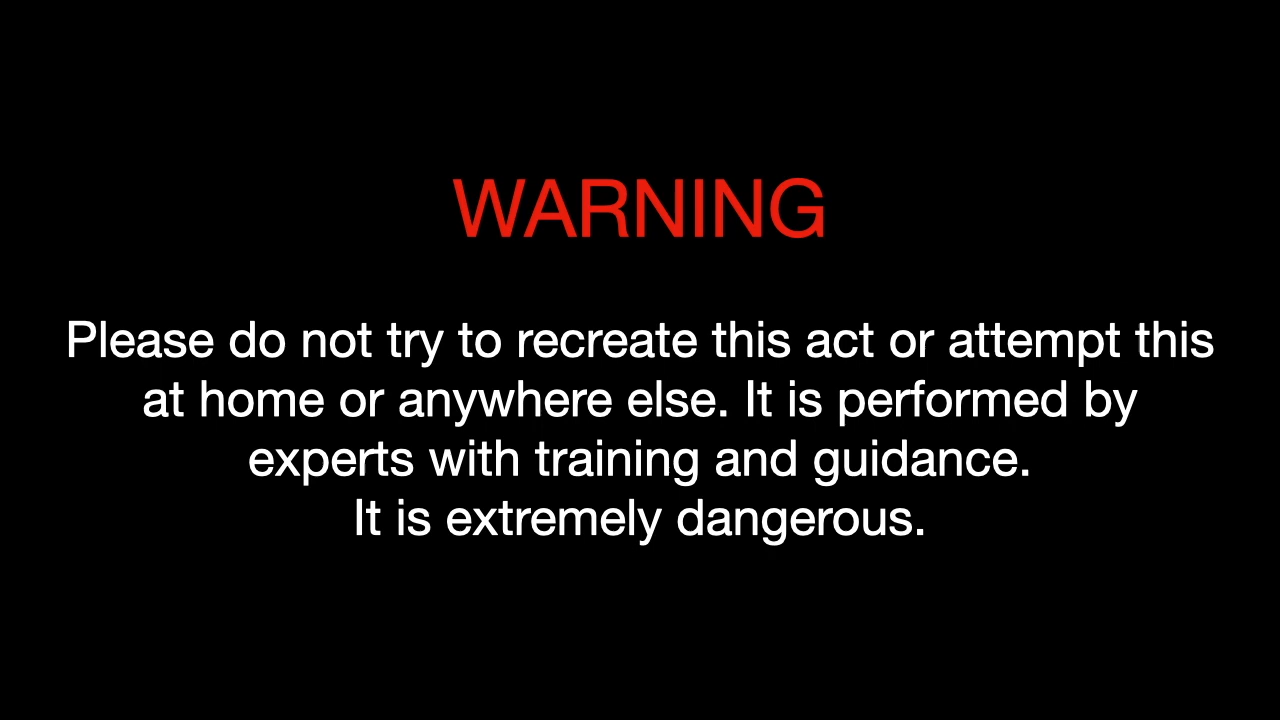 WARNING
Please do not try to recreate this act or attempt this
at home or anywhere else. It is performed by
experts with training and guidance.
It is extremely dangerous.